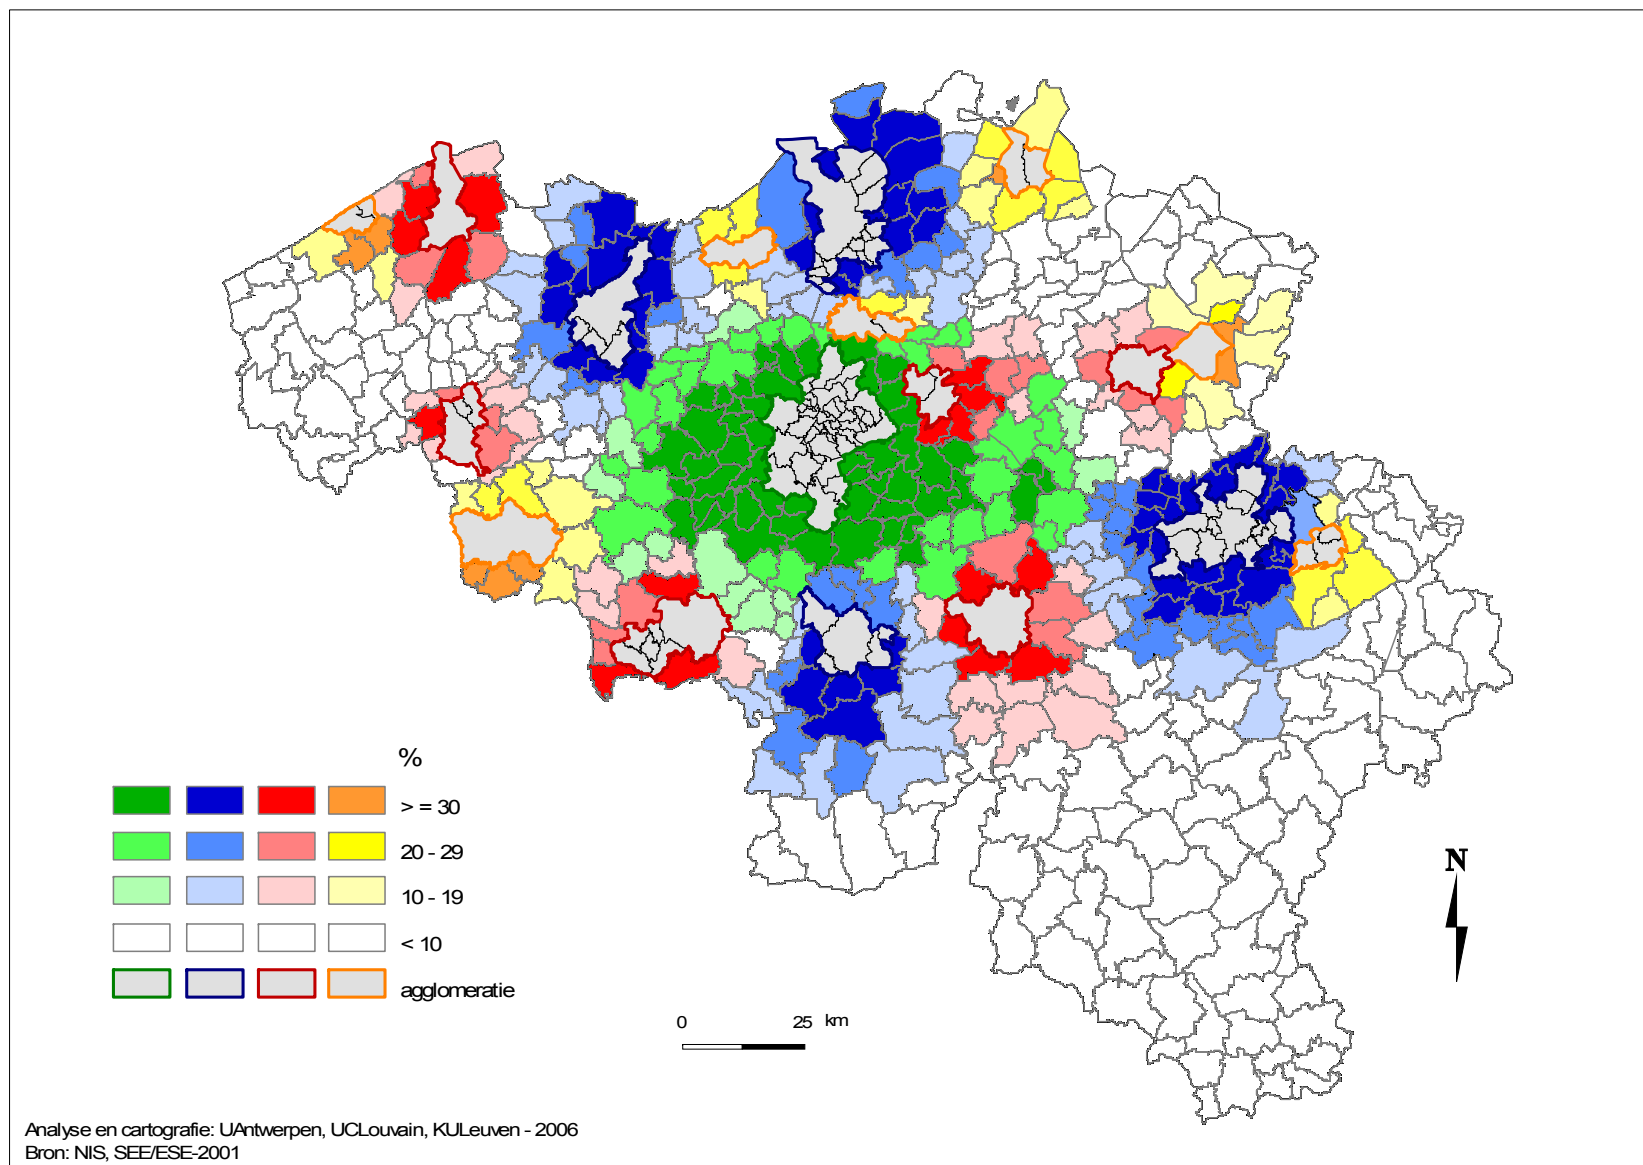 %
> = 30
20 - 29
10 - 19
< 10
agglomeratie
N
0 25 km
Analyse en cartografie: UAntwerpen, UCLouvain, KULeuven - 2006
Bron: NIS, SEE/ESE-2001